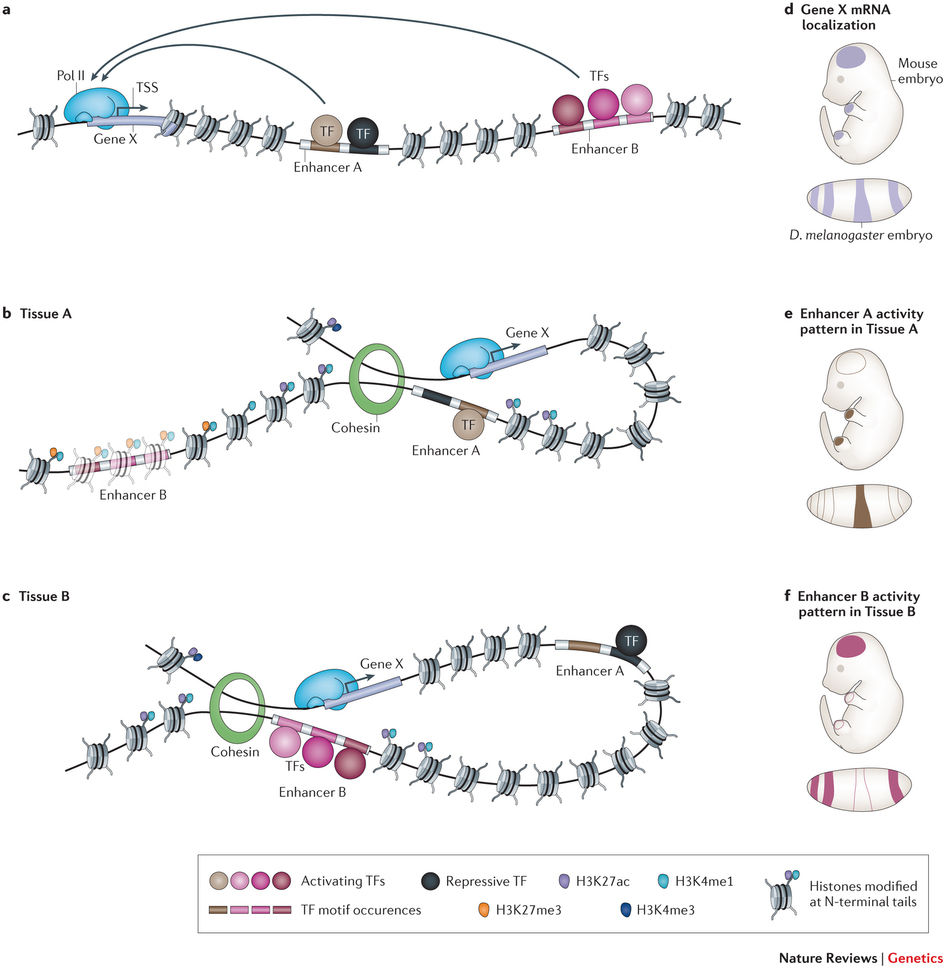 a
Pol II
TSS
Gene X
TF
TF
Enhancer A
TFs
Enhancer B
d Gene X mRNA
localization
Mouse
embryo
D. melanogaster embryo
b Tissue A
Gene X
Cohesin
TF
Enhancer A
Enhancer B
e Enhancer A activity
pattern in Tissue A
c Tissue B
Gene X
TF
Enhancer A
Cohesin
TFs
Enhancer B
f Enhancer B activity
pattern in Tissue B
Activating TFs
Repressive TF
H3K27ac
H3K4me1
Histones modified
at N-terminal tails
TF motif occurences
H3K27me3
H3K4me3
Nature Reviews | Genetics